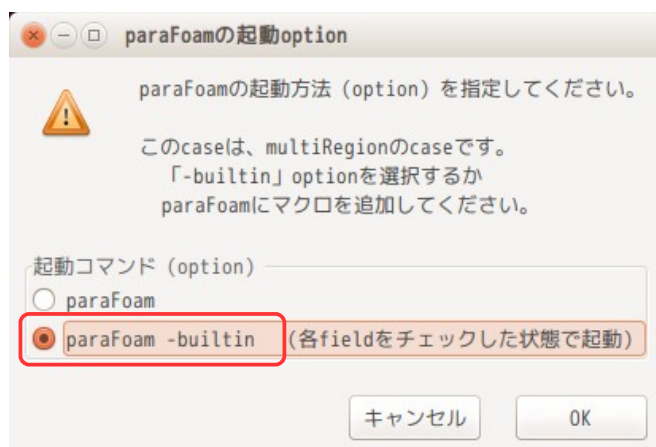 paraFoamの起動option
paraFoamの起動方法（option）を指定してください。
このcaseは、multiRegionのcaseです。
「-builtin」optionを選択するか
paraFoamにマクロを追加してください。
起動コマンド（option）
paraFoam
paraFoam -builtin （各fieldをチェックした状態で起動）
キャンセル OK